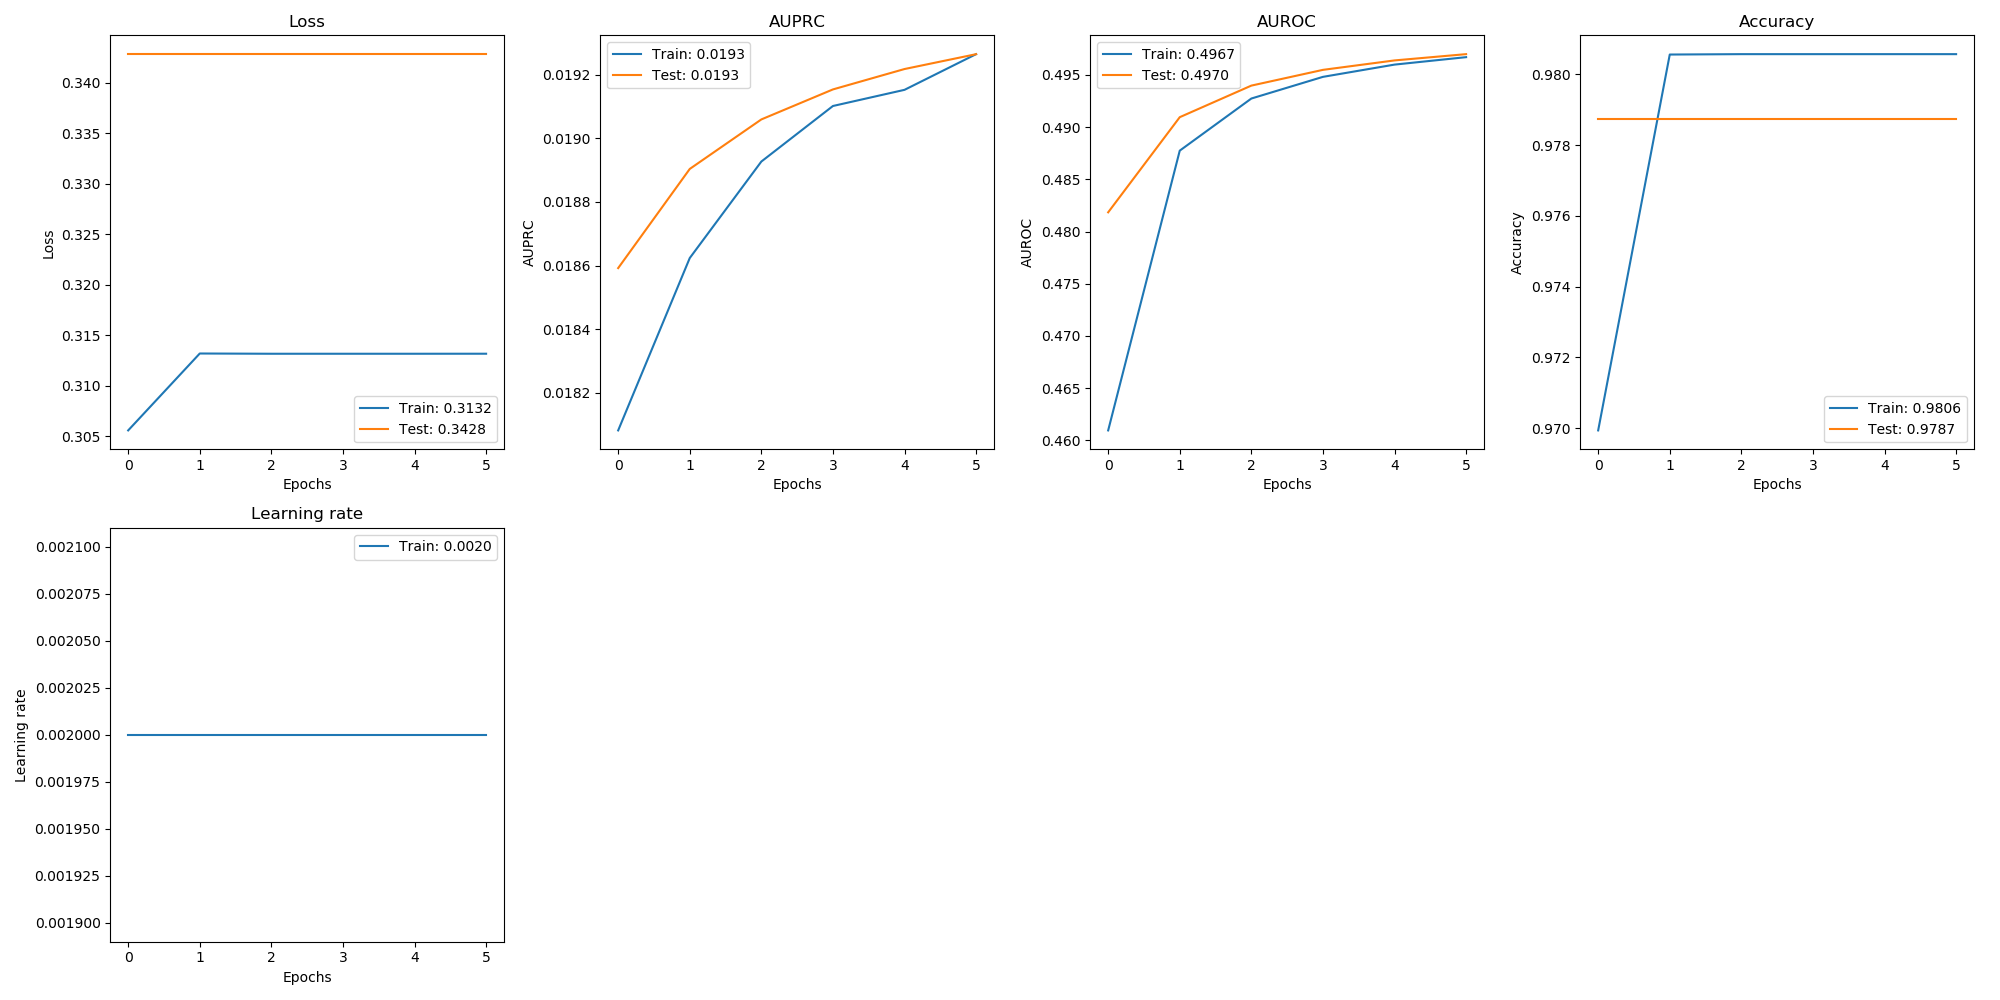 Loss
0.340
0.335
0.330
0.325
0.320
0.315
0.310
0.305
Loss
Train: 0.3132
Test: 0.3428
0 1 2 3 4 5
Epochs
AUPRC
Train: 0.0193
Test: 0.0193
0.0192
0.0190
0.0188
0.0186
0.0184
0.0182
AUPRC
0 1 2 3 4 5
Epochs
AUROC
Train: 0.4967
Test: 0.4970
0.495
0.490
0.485
0.480
0.475
0.470
0.465
0.460
AUROC
0 1 2 3 4 5
Epochs
Accuracy
0.980
0.978
0.976
0.974
0.972
0.970
Accuracy
Train: 0.9806
Test: 0.9787
0 1 2 3 4 5
Epochs
Learning rate
Train: 0.0020
0.002100
0.002075
0.002050
0.002025
0.002000
0.001975
0.001950
0.001925
0.001900
Learning rate
0 1 2 3 4 5
Epochs